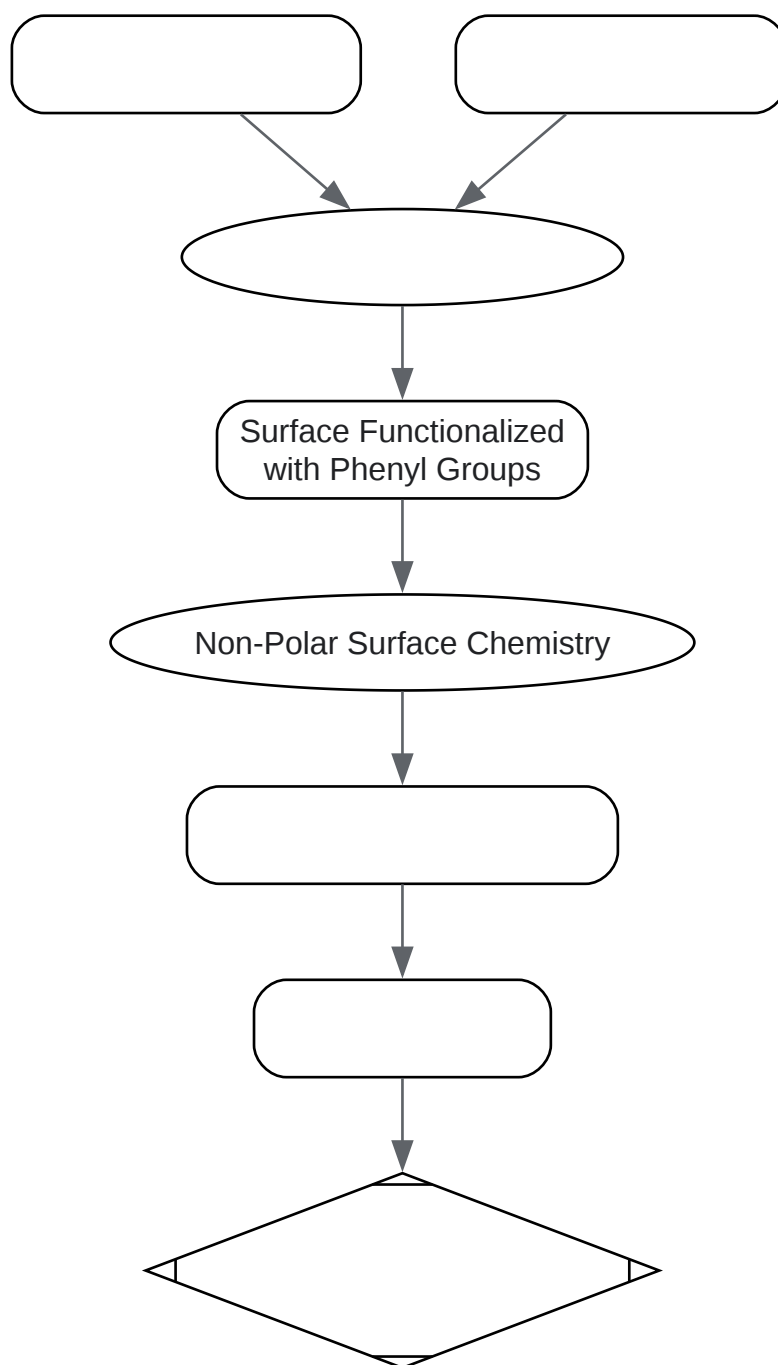 Surface Functionalized
with Phenyl Groups
Non-Polar Surface Chemistry